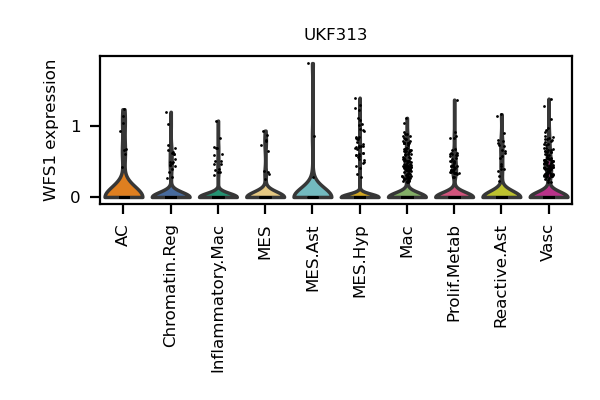 UKF313
WFS1 expression
1
0
AC
Chromatin.Reg
Inflammatory.Mac
MES
MES.Ast
MES.Hyp
Mac
Prolif.Metab
Reactive.Ast
Vasc